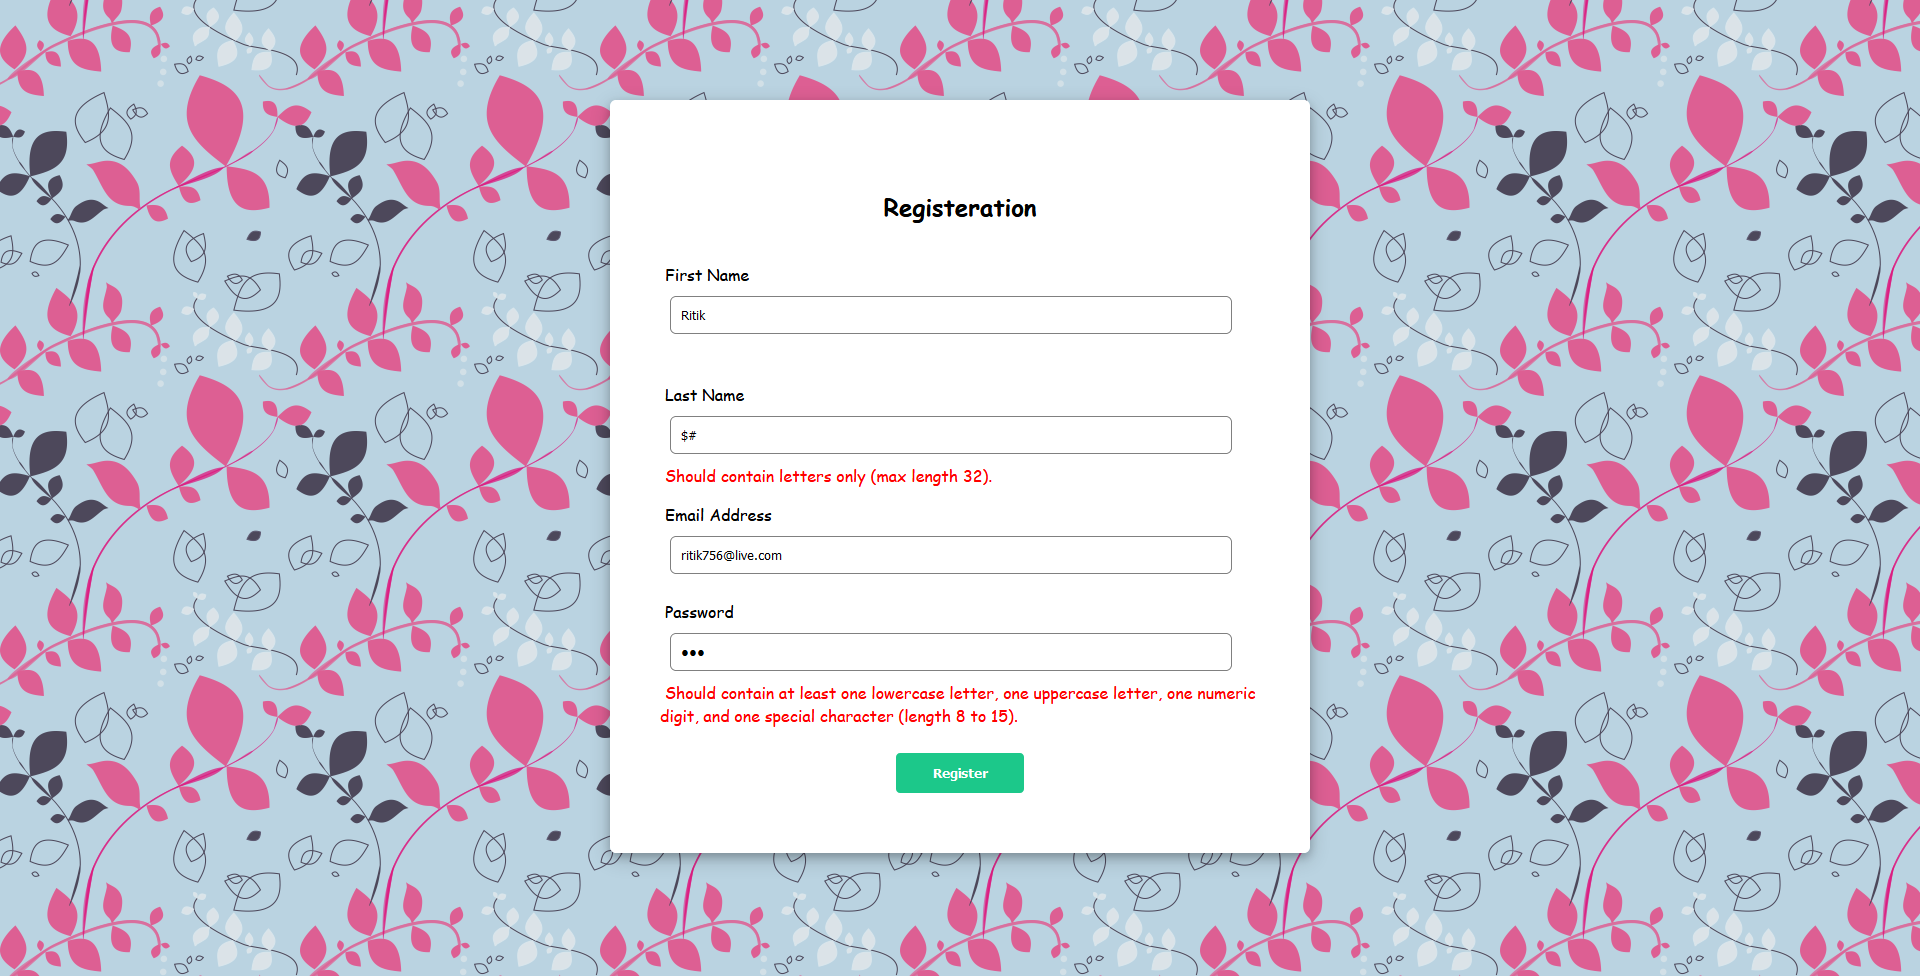 Registeration
First Name
Ritik
Last Name
$#
Should contain letters only (max length 32).
Email Address
ritik756@live.com
Password
●●●
Should contain at least one lowercase letter, one uppercase letter, one numeric
digit, and one special character (length 8 to 15).
Register